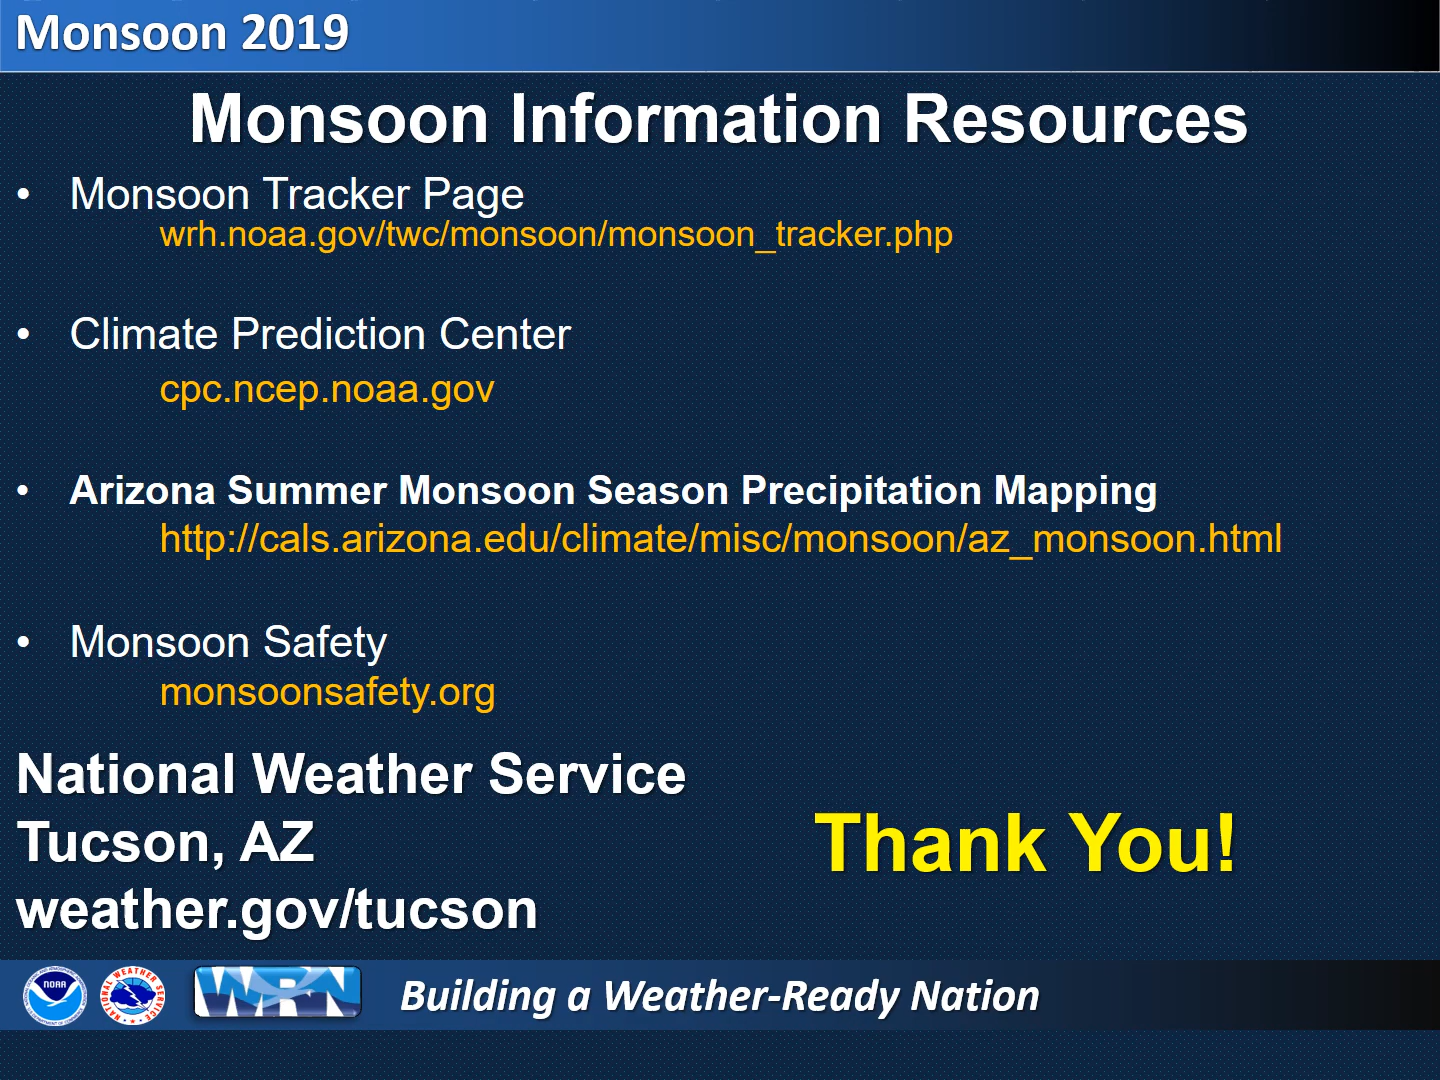 Monsoon 2019
Monsoon Information Resources
• Monsoon Tracker Page
wrh.noaa.gov/twc/monsoon/monsoon_tracker.php
• Climate Prediction Center
cpc.ncep.noaa.gov
• Arizona Summer Monsoon Season Precipitation Mapping
http://cals.arizona.edu/climate/misc/monsoon/az_monsoon.html
• Monsoon Safety
monsoonsafety.org
National Weather Service
Tucson, AZ
weather.gov/tucson
Thank You!
NOAA
NATIONAL WEATHER SERVICE
WRN
Building a Weather-Ready Nation